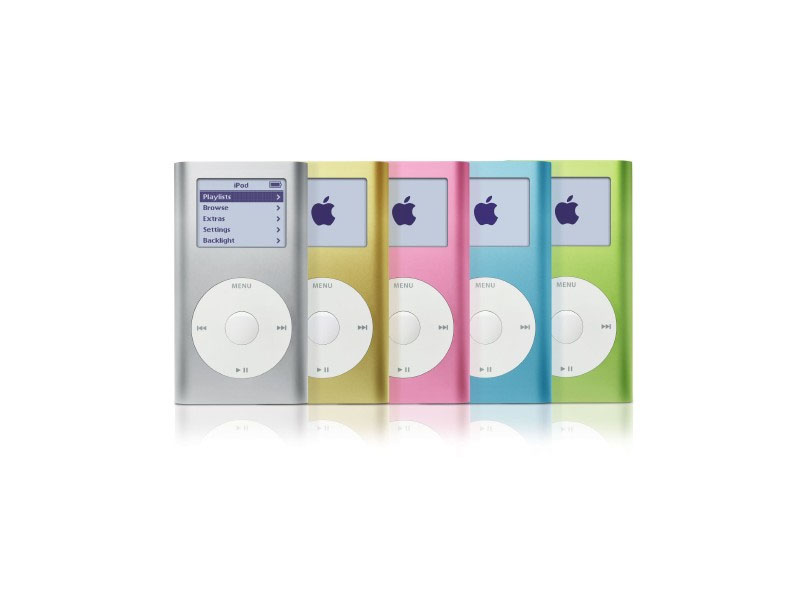 iPod
Playlists
Browse
Extras
Settings
Backlight
MENU
MENU
MENU
MENU
MENU